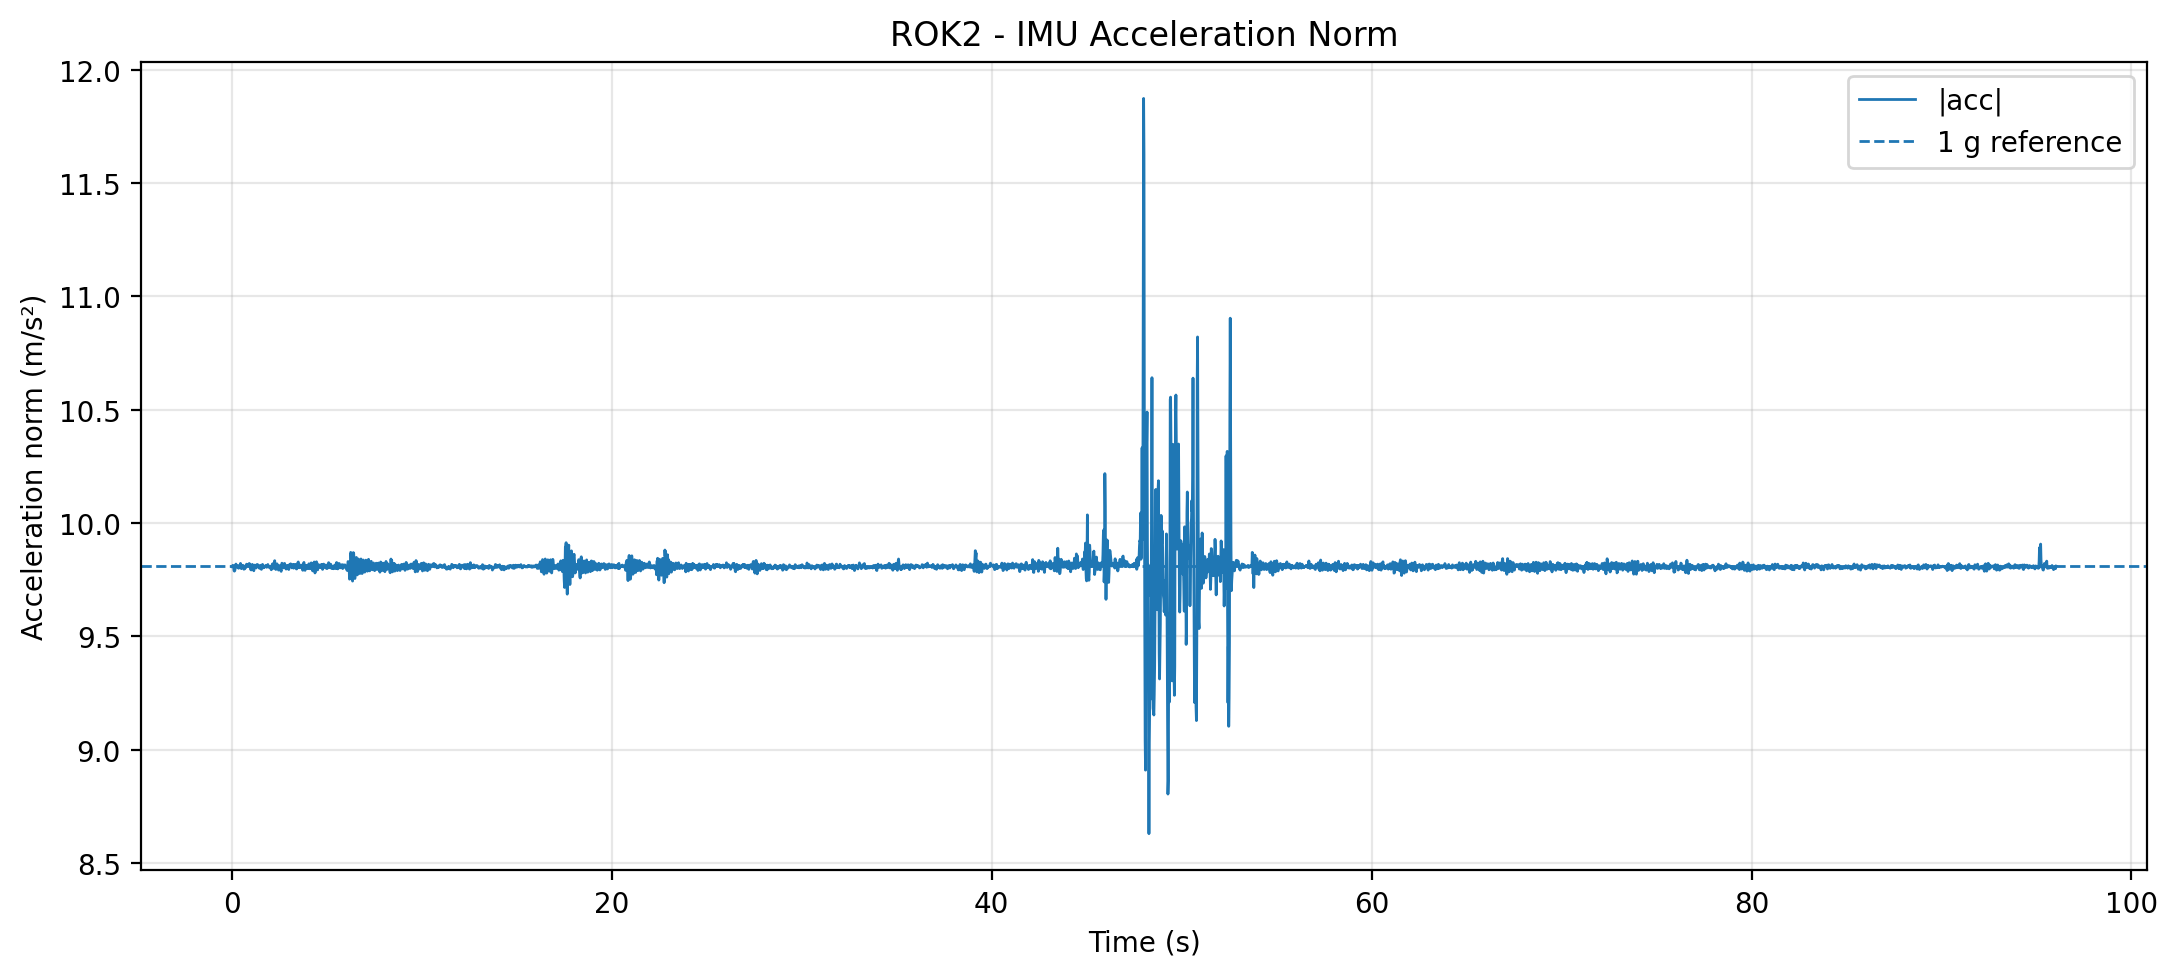 ROK2 - IMU Acceleration Norm
12.0
11.5
11.0
10.5
10.0
9.5
9.0
8.5
Acceleration norm (m/s²)
|acc|
1 g reference
0
20
40
60
80
100
Time (s)